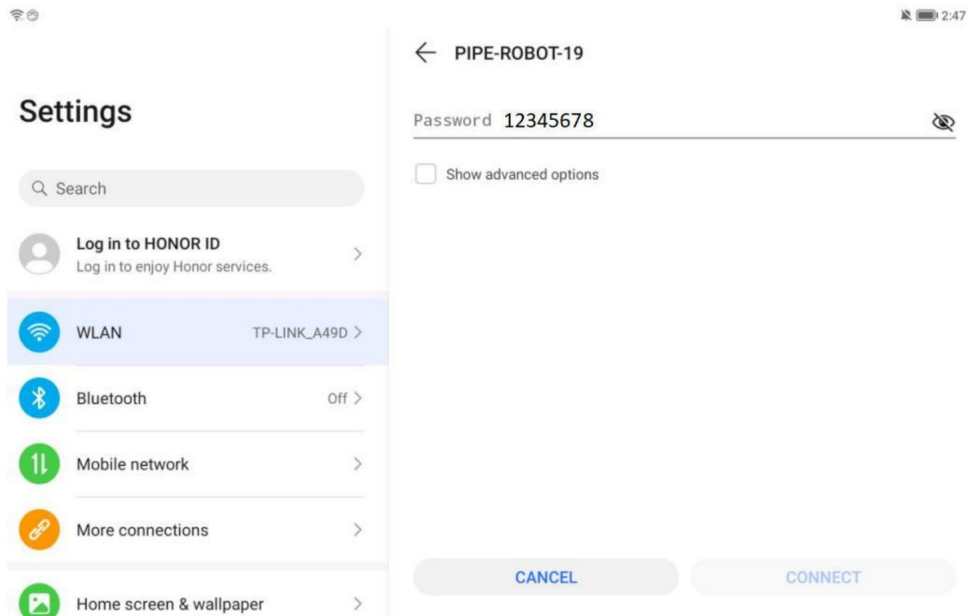 2:47
Settings
Search
Log in to HONOR ID
Log in to enjoy Honor services.
WLAN TP-LINK_A49D
Bluetooth Off
Mobile network
More connections
Home screen & wallpaper
PIPE-ROBOT-19
Password 12345678
Show advanced options
CANCEL CONNECT